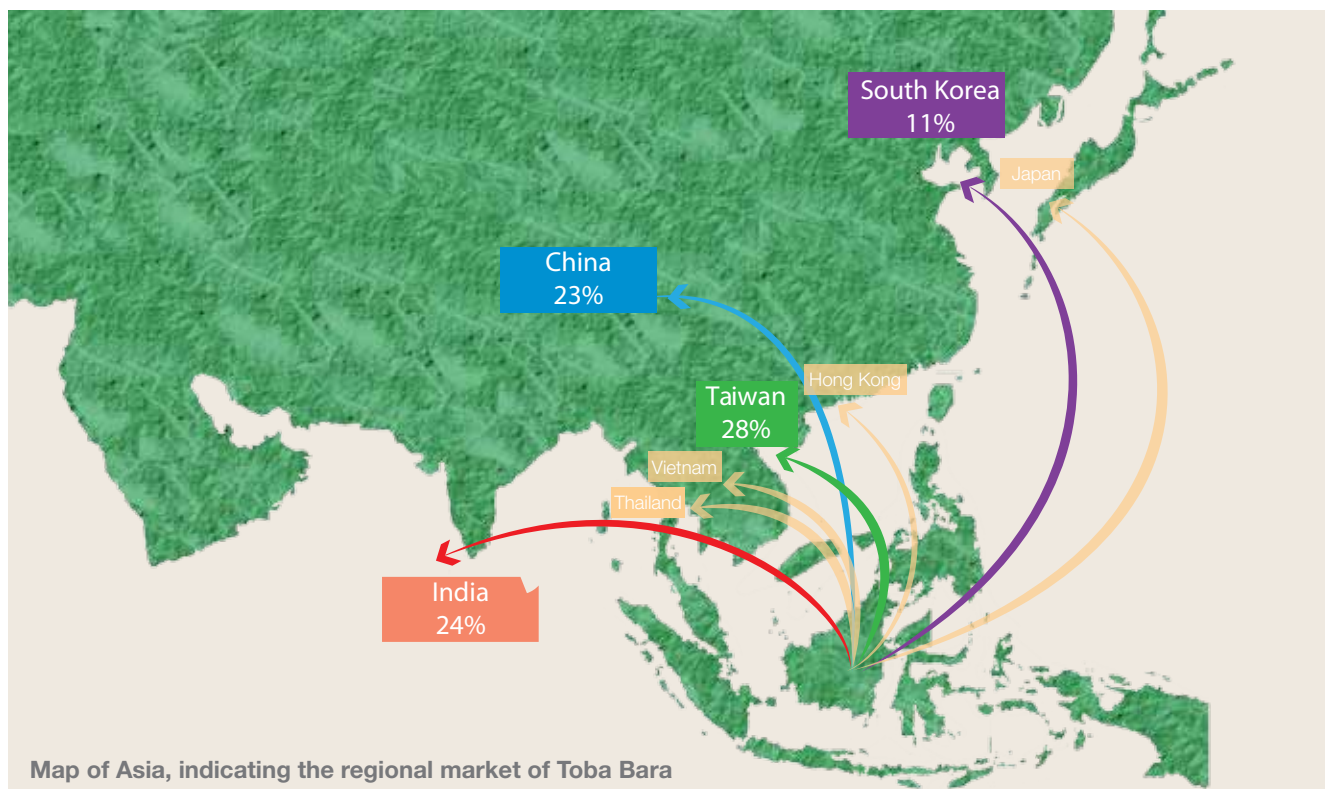 South Korea
11%
Japan
China
23%
Hong Kong
Taiwan
28%
Vietnam
Thailand
India
24%
Map of Asia, indicating the regional market of Toba Bara